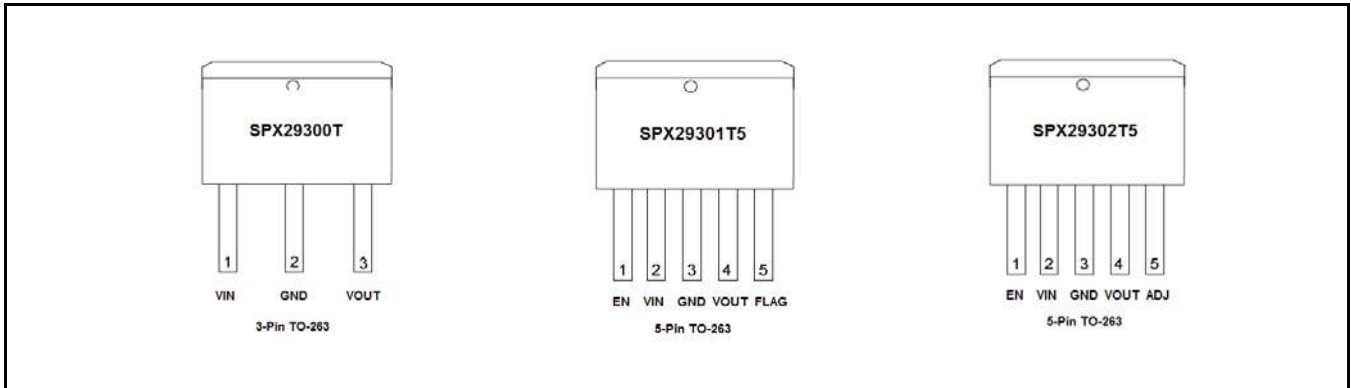 SPX29300T
1
2
3
VIN GND VOUT
3-Pin TO-263
SPX29301T5
1 2 3 4 5
EN VIN GND VOUT FLAG
5-Pin TO-263
SPX29302T5
1 2 3 4 5
EN VIN GND VOUT ADJ
5-Pin TO-263